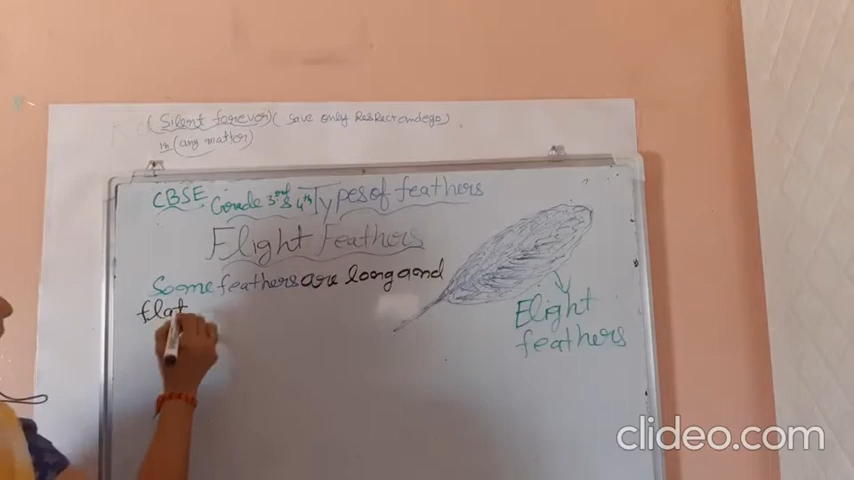 (Silent forever) (save only Respect and ego)
in (any matter)
CBSE Grade 3rd & 4th Types of feathers
Flight Feathers
Some feathers are long and
flat
Flight
feathers
clideo.com